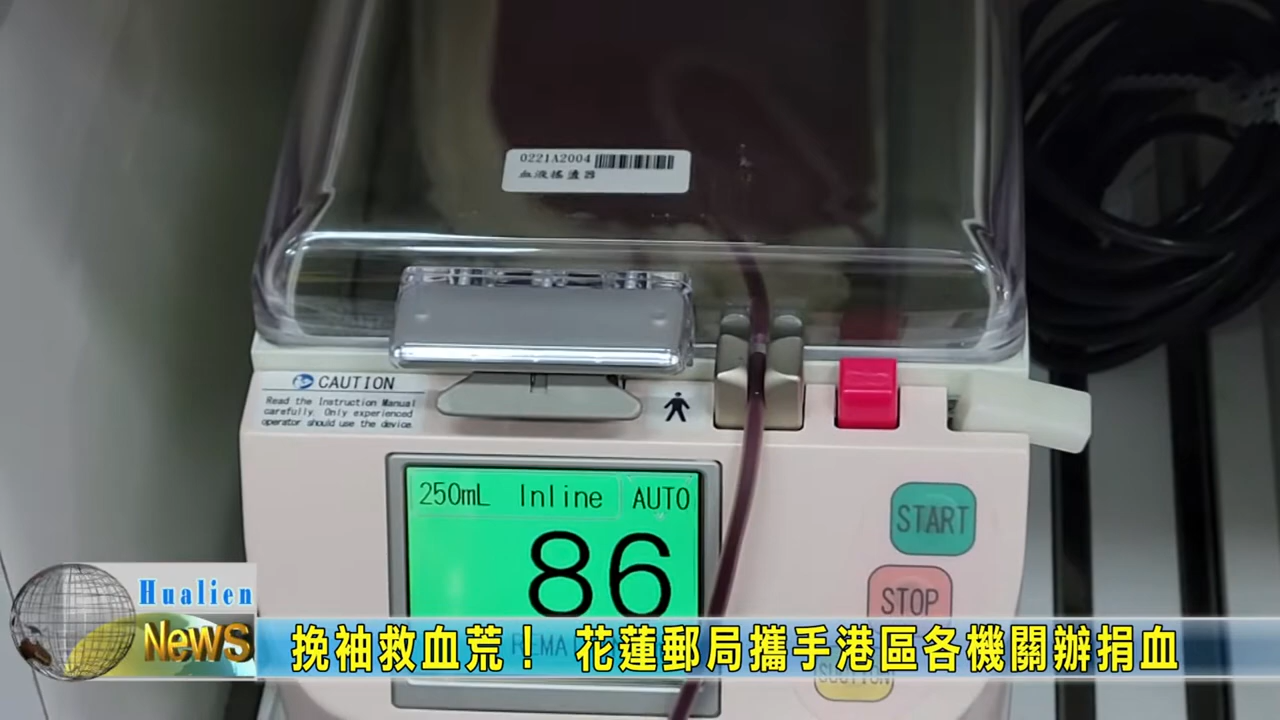 0221A2004
血液搖盪器
CAUTION
Read the Instruction Manual
carefully. Only experienced
operator should use the device.
250mL Inline AUTO
86
START
STOP
SUCTION
Hualien
NewS
挽袖救血荒! 花蓮郵局攜手港區各機關辦捐血